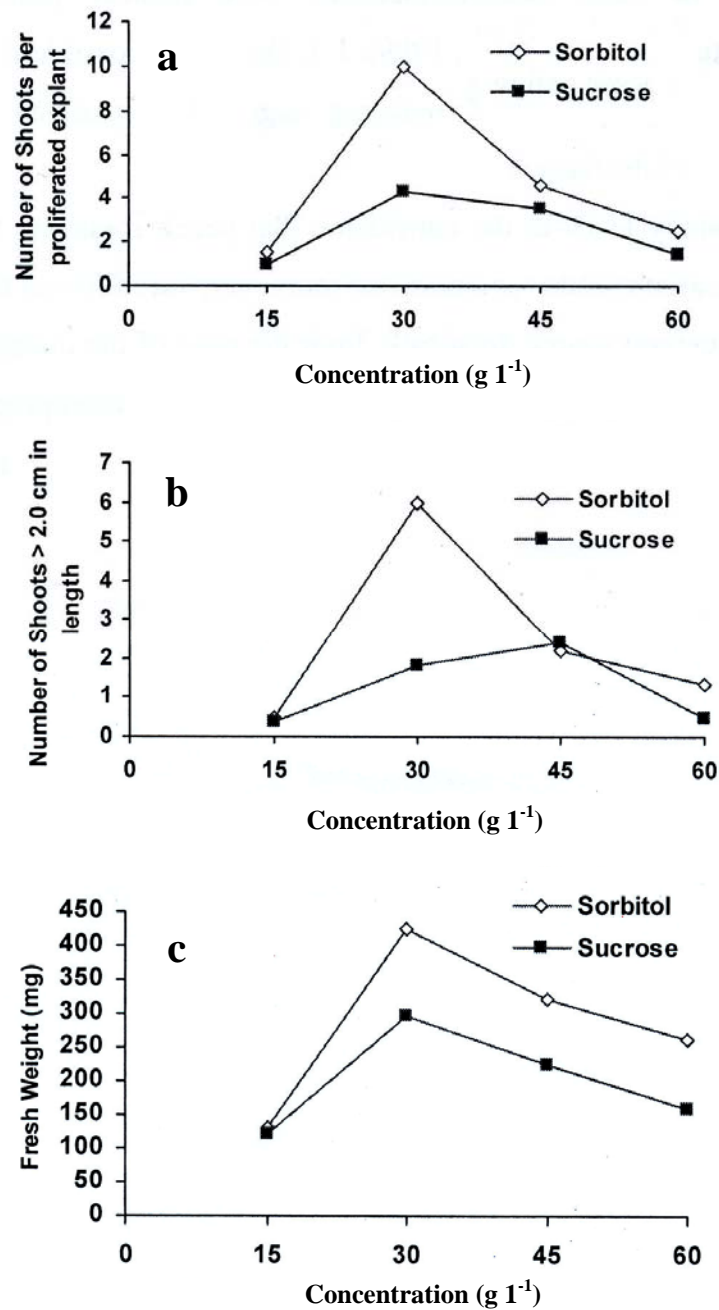 a
Number of Shoots per
proliferated explant
12
10
8
6
4
2
0
Sorbitol
Sucrose
0 15 30 45 60
Concentration (g 1-1)
b
Number of Shoots > 2.0 cm in
length
7
6
5
4
3
2
1
0
Sorbitol
Sucrose
0 15 30 45 60
Concentration (g 1-1)
c
Fresh Weight (mg)
450
400
350
300
250
200
150
100
50
0
Sorbitol
Sucrose
0 15 30 45 60
Concentration (g 1-1)